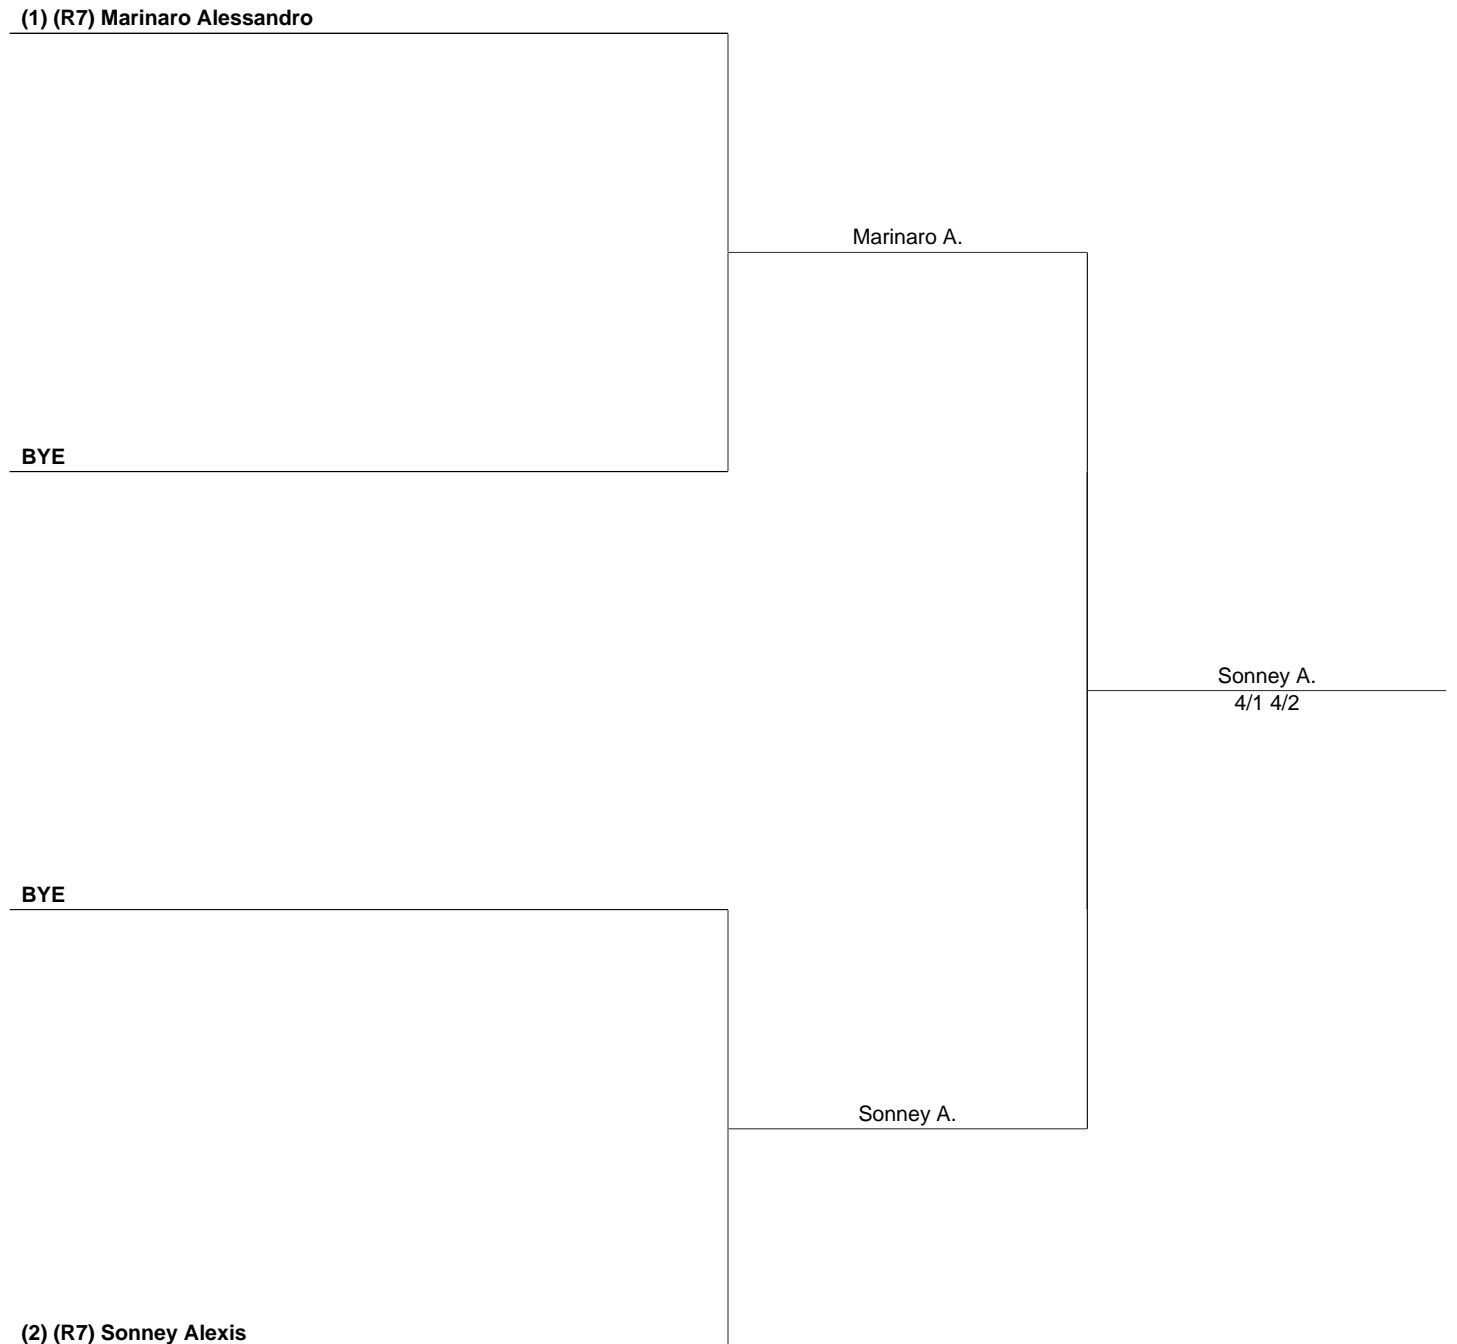 (1) (R7) Marinaro Alessandro
Marinaro A.
BYE
Sonney A.
4/1 4/2
BYE
Sonney A.
(2) (R7) Sonney Alexis